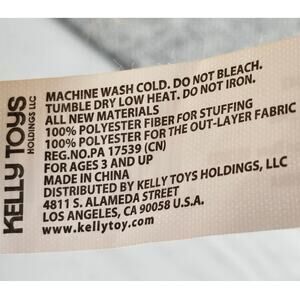 KELLY TOYS
HOLDINGS LLC
MACHINE WASH COLD. DO NOT BLEACH.
TUMBLE DRY LOW HEAT. DO NOT IRON.
ALL NEW MATERIALS
100% POLYESTER FIBER FOR STUFFING
100% POLYESTER FOR THE OUT-LAYER FABRIC
REG.NO.PA 17539 (CN)
FOR AGES 3 AND UP
MADE IN CHINA
DISTRIBUTED BY KELLY TOYS HOLDINGS, LLC
4811 S. ALAMEDA STREET
LOS ANGELES, CA 90058 U.S.A.
www.kellytoy.com